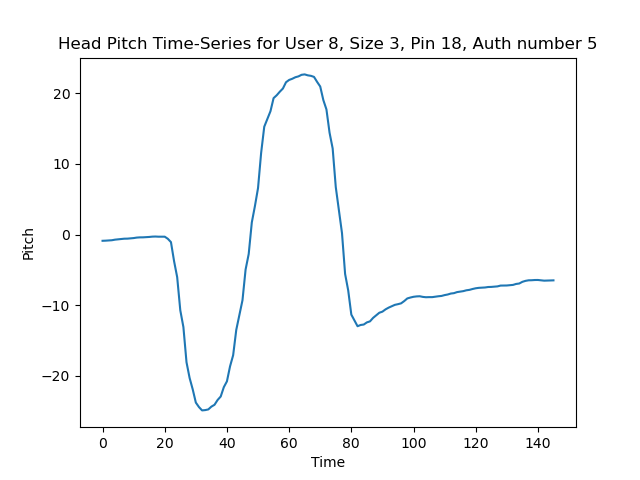 Head Pitch Time-Series for User 8, Size 3, Pin 18, Auth number 5
20
10
0
−10
−20
Pitch
0 20 40 60 80 100 120 140
Time